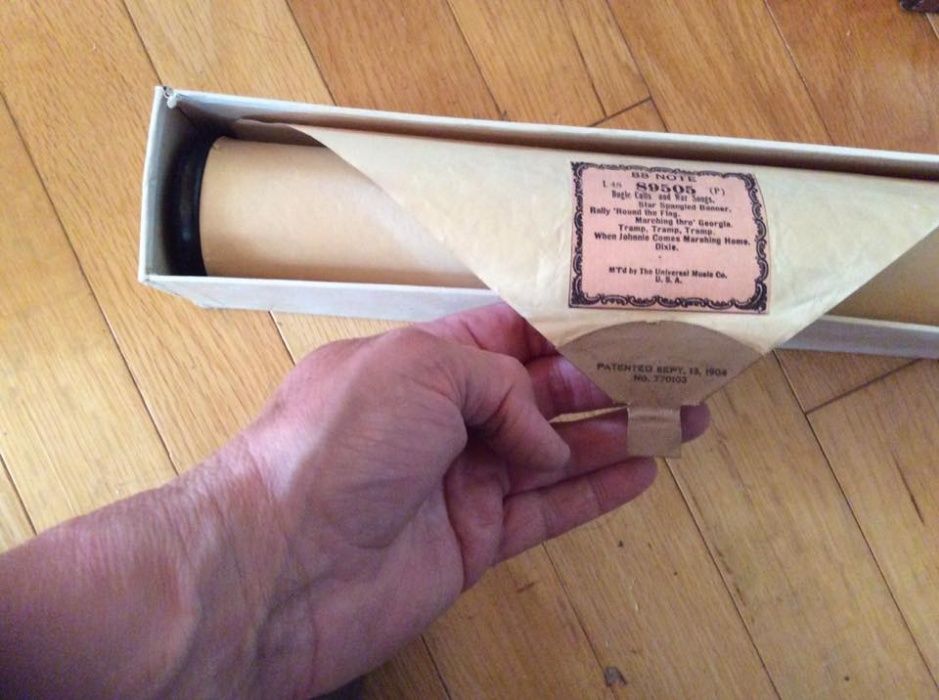 88 NOTE
L 48 89505 (P)
Bugle Calls and War Songs.
Star Spangled Banner.
Rally 'Round the Flag.
Marching thro' Georgia.
Tramp, Tramp, Tramp.
When Johnnie Comes Marshing Home.
Dixie.
MT'd by The Universal Music Co.
U. S. A.
PATENTED SEPT. 13, 1904
No. 770103